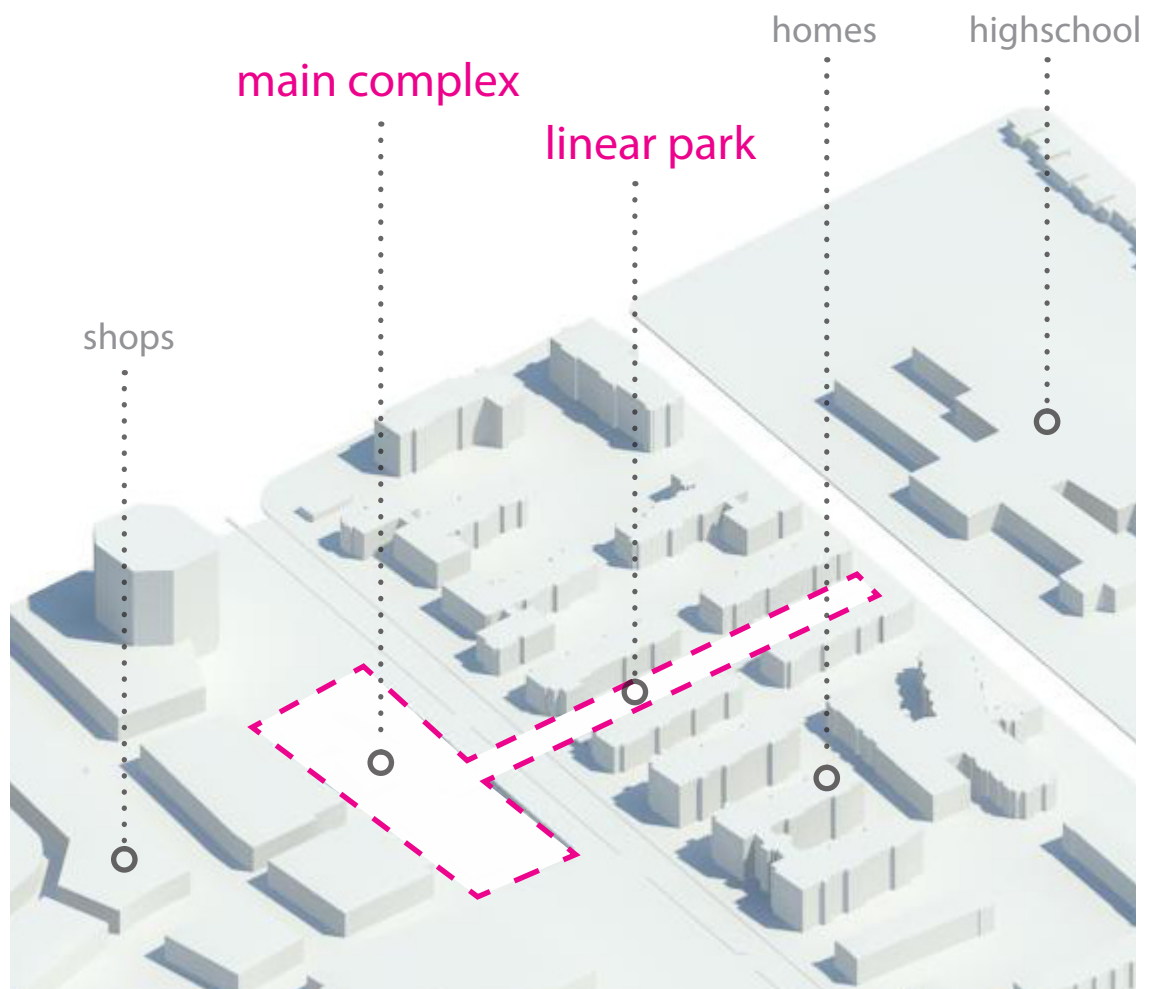 homes
highschool
main complex
linear park
shops